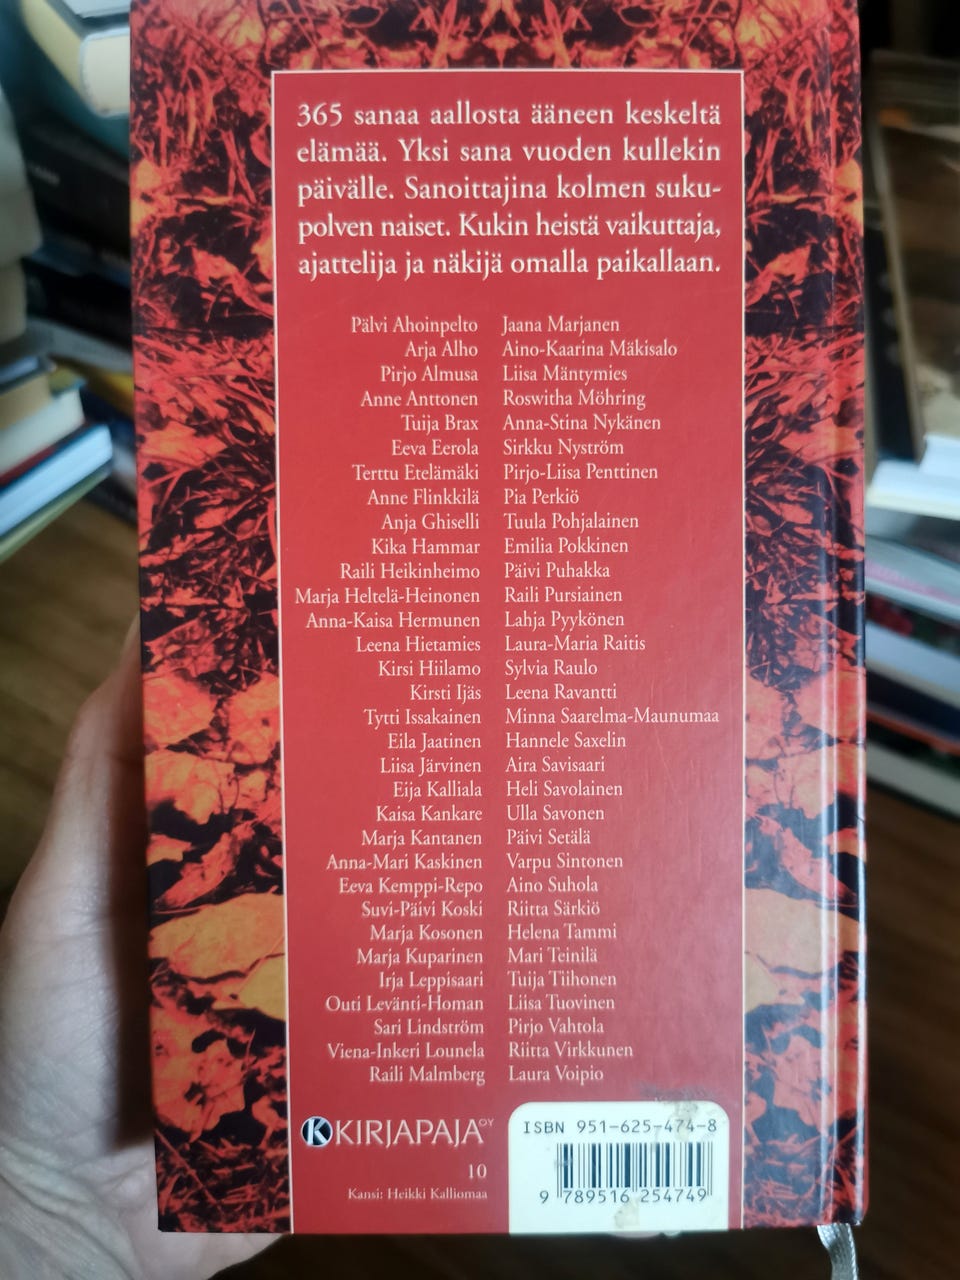 365 sanaa aallosta ääneen keskeltä
elämää. Yksi sana vuoden kullekin
päivälle. Sanoittajina kolmen suku-
polven naiset. Kukin heistä vaikuttaja,
ajattelija ja näkijä omalla paikallaan.
Pälvi Ahoinpelto
Arja Alho
Pirjo Almusa
Anne Anttonen
Tuija Brax
Eeva Eerola
Terttu Etelämäki
Anne Flinkkilä
Anja Ghiselli
Kika Hammar
Raili Heikinheimo
Marja Heltelä-Heinonen
Anna-Kaisa Hermunen
Leena Hietamies
Kirsi Hiilamo
Kirsti Ijäs
Tytti Issakainen
Eila Jaatinen
Liisa Järvinen
Eija Kalliala
Kaisa Kankare
Marja Kantanen
Anna-Mari Kaskinen
Eeva Kemppi-Repo
Suvi-Päivi Koski
Marja Kosonen
Marja Kuparinen
Irja Leppisaari
Outi Levänti-Homan
Sari Lindström
Viena-Inkeri Lounela
Raili Malmberg
Jaana Marjanen
Aino-Kaarina Mäkisalo
Liisa Mäntymies
Roswitha Möhring
Anna-Stina Nykänen
Sirkku Nyström
Pirjo-Liisa Penttinen
Pia Perkiö
Tuula Pohjalainen
Emilia Pokkinen
Päivi Puhakka
Raili Pursiainen
Lahja Pyykönen
Laura-Maria Raitis
Sylvia Raulo
Leena Ravantti
Minna Saarelma-Maunumaa
Hannele Saxelin
Aira Savisaari
Heli Savolainen
Ulla Savonen
Päivi Setälä
Varpu Sintonen
Aino Suhola
Riitta Särkiö
Helena Tammi
Mari Teinilä
Tuija Tiihonen
Liisa Tuovinen
Pirjo Vahtola
Riitta Virkkunen
Laura Voipio
K KIRJAPAJA OY
10
Kansi: Heikki Kalliomaa
ISBN 951-625-474-8
9 789516 254749